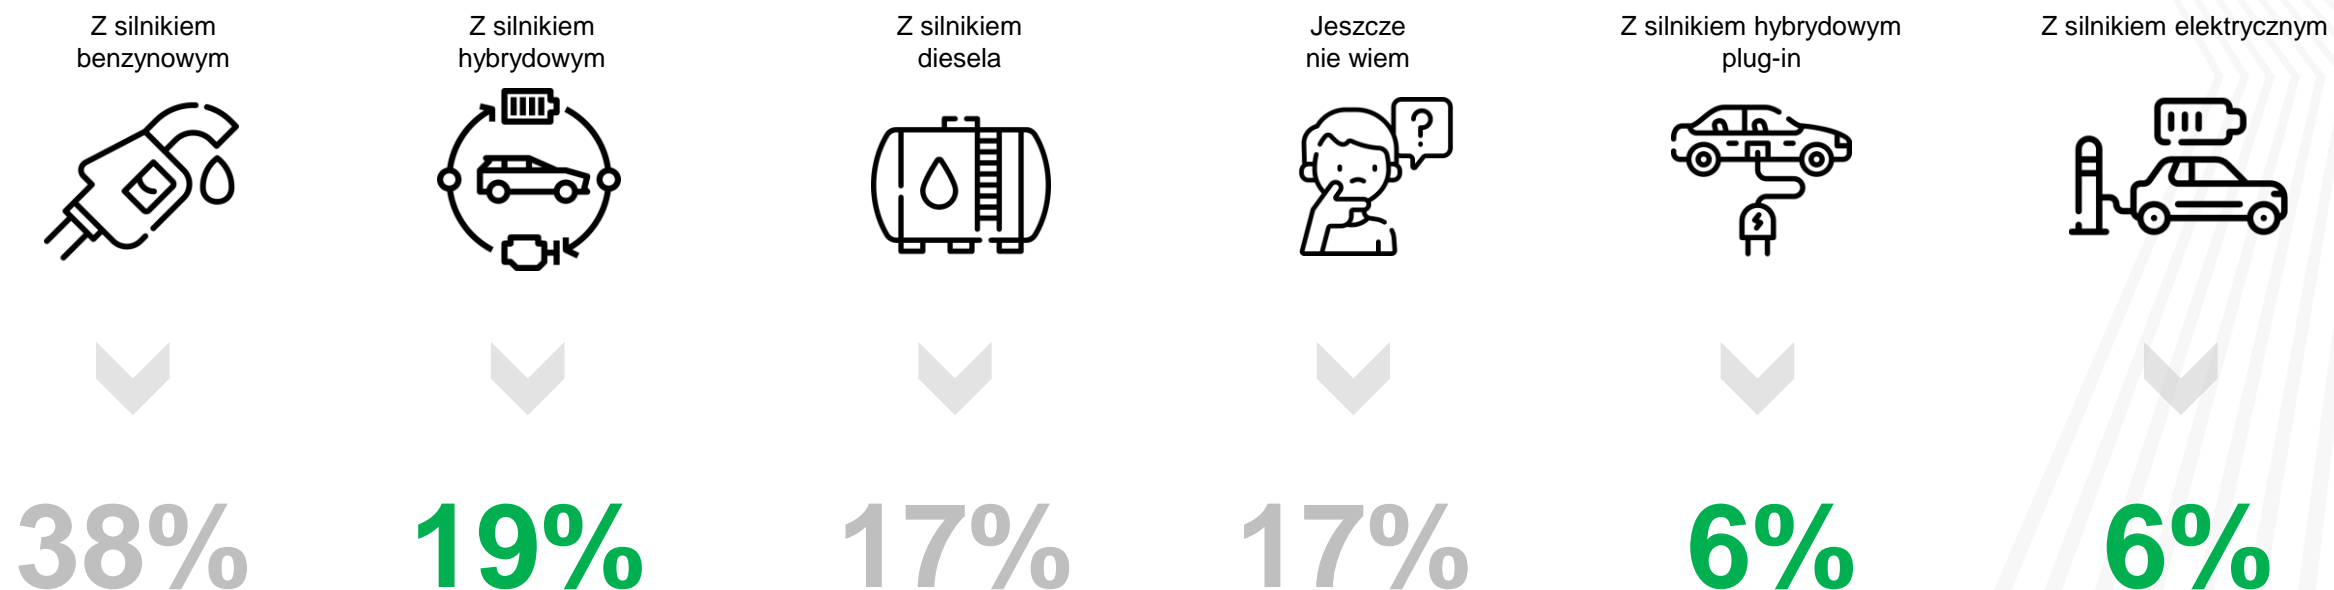 Z silnikiem
benzynowym
Z silnikiem
hybrydowym
Z silnikiem
diesela
Jeszcze
nie wiem
Z silnikiem hybrydowym
plug-in
Z silnikiem elektrycznym
?
38%
19%
17%
17%
6%
6%